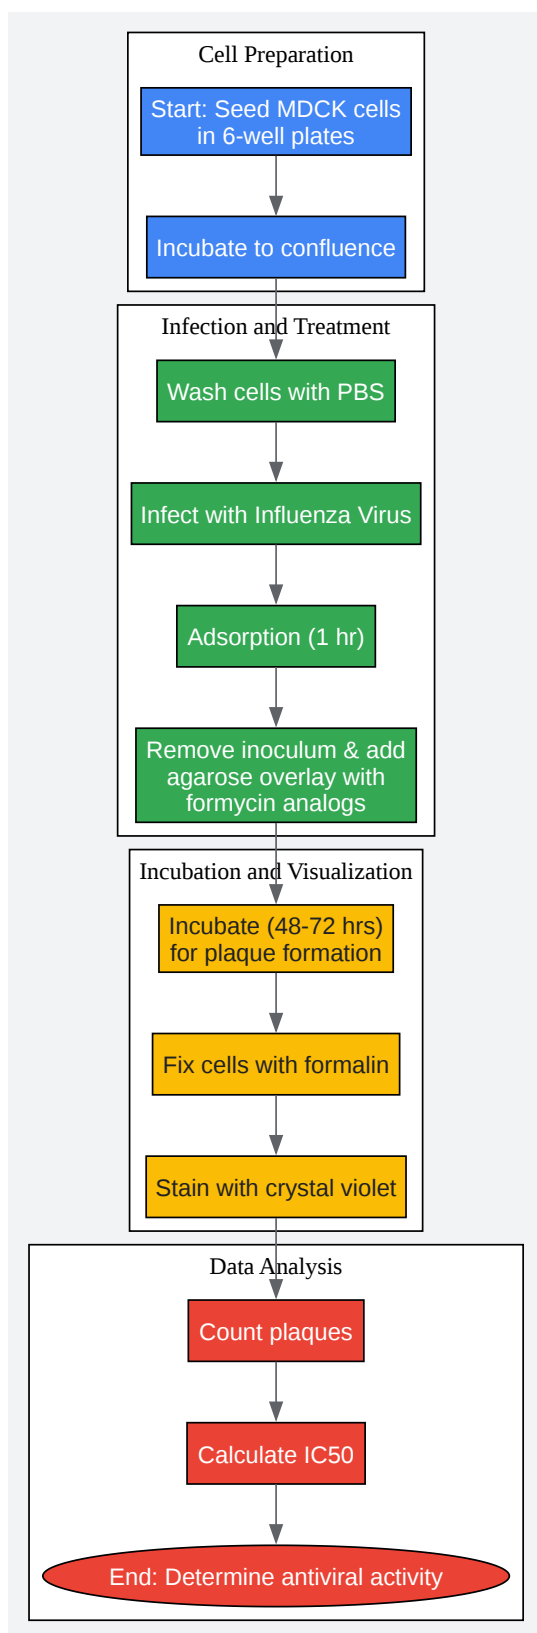 Cell Preparation
Start: Seed MDCK cells
in 6-well plates
Incubate to confluence
Infection and Treatment
Wash cells with PBS
Infect with Influenza Virus
Adsorption (1 hr)
Remove inoculum & add
agarose overlay with
formycin analogs
Incubation and Visualization
Incubate (48-72 hrs)
for plaque formation
Fix cells with formalin
Stain with crystal violet
Data Analysis
Count plaques
Calculate IC50
End: Determine antiviral activity